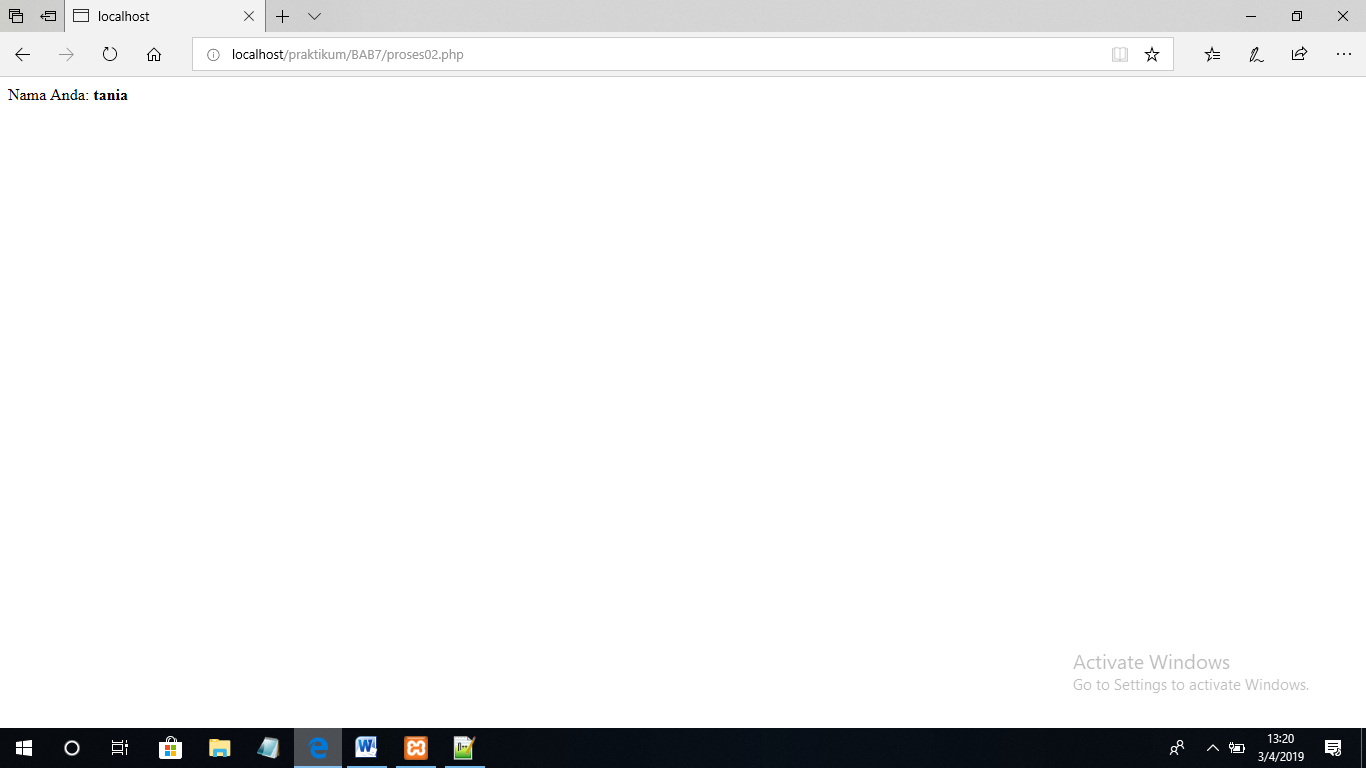 localhost
localhost/praktikum/BAB7/proses02.php
Nama Anda: tania
Activate Windows
Go to Settings to activate Windows.
13:20
3/4/2019